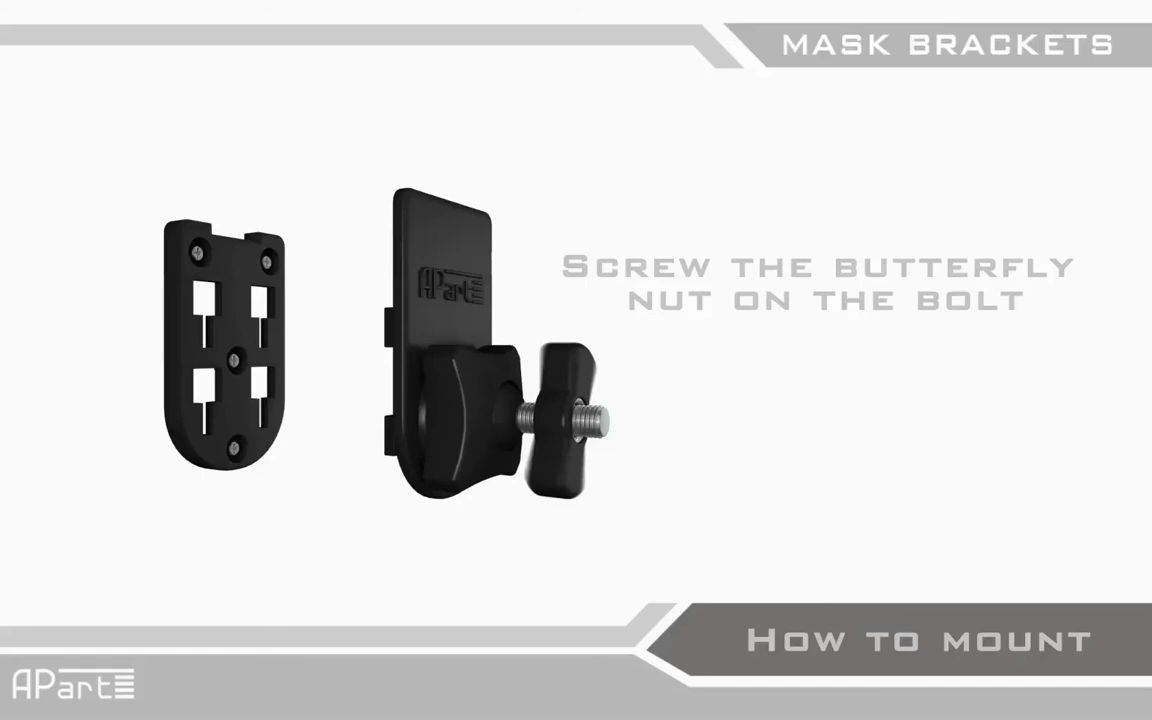 MASK BRACKETS
APart
SCREW THE BUTTERFLY
NUT ON THE BOLT
HOW TO MOUNT
APart